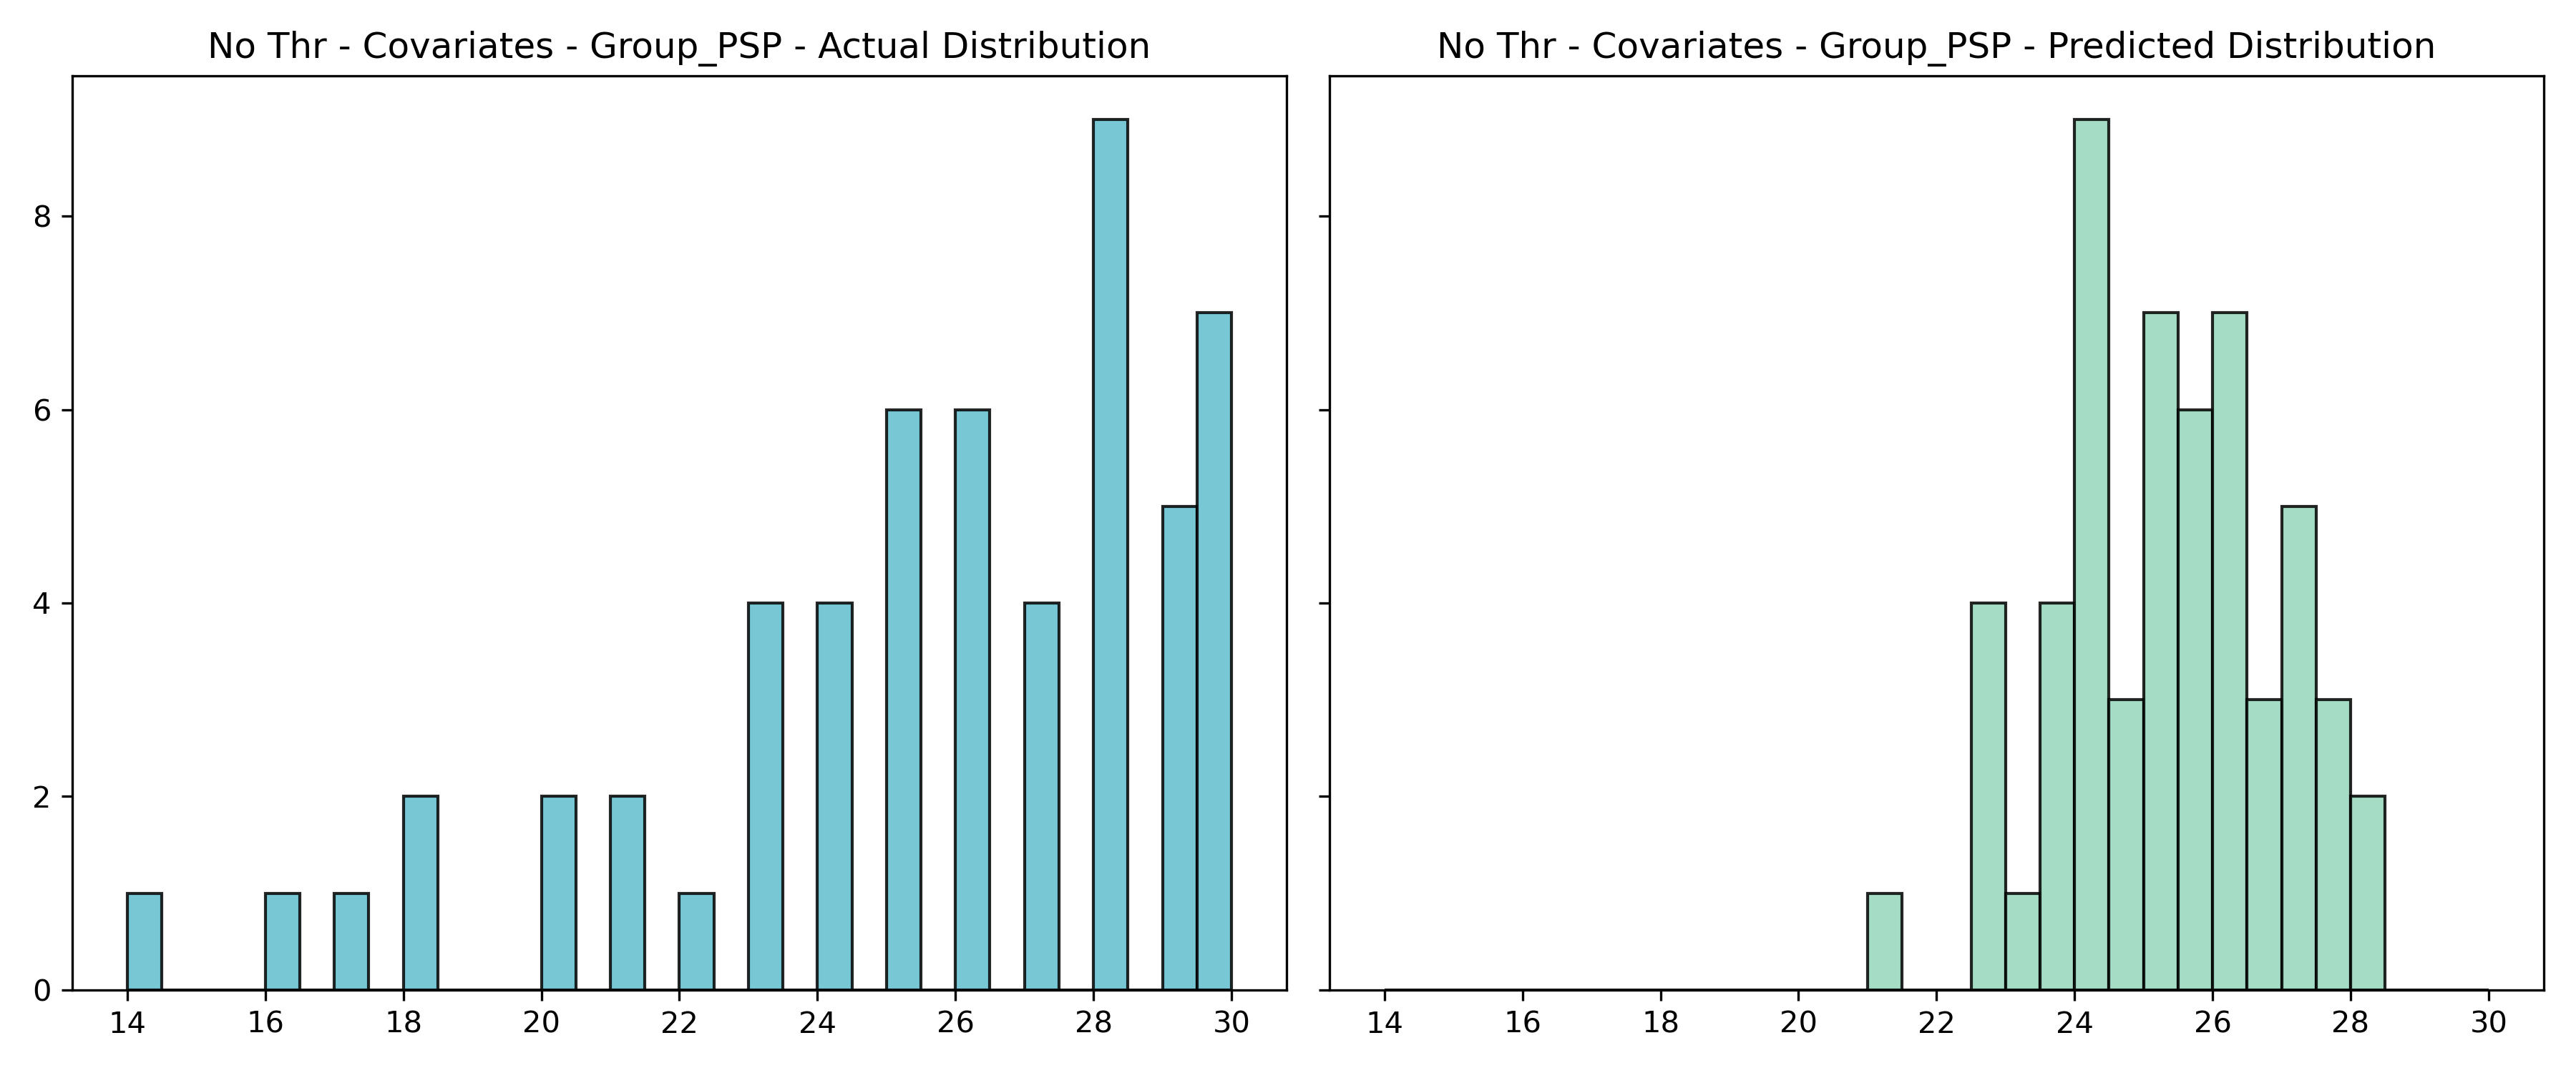 No Thr - Covariates - Group_PSP - Actual Distribution
No Thr - Covariates - Group_PSP - Predicted Distribution
8
6
4
2
0
14 16 18 20 22 24 26 28 30
14 16 18 20 22 24 26 28 30